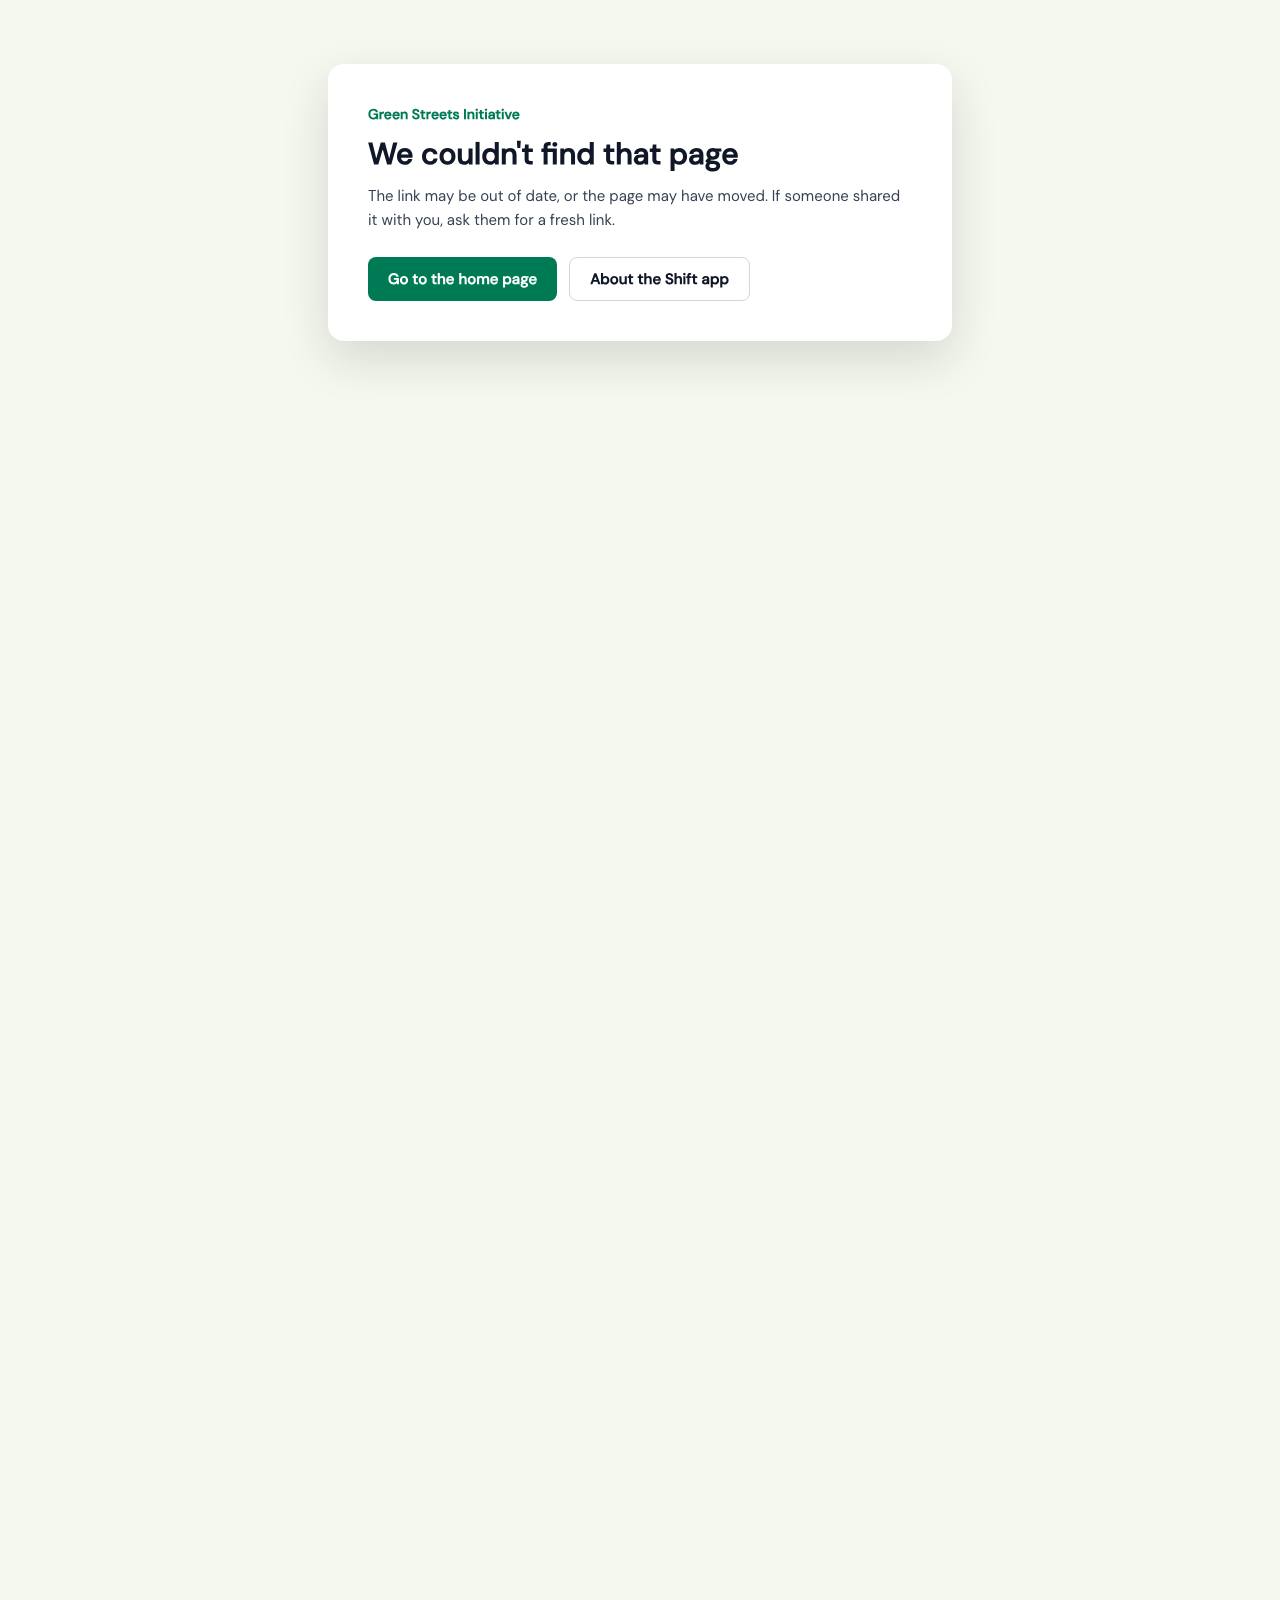 Green Streets Initiative
We couldn't find that page
The link may be out of date, or the page may have moved. If someone shared
it with you, ask them for a fresh link.
Go to the home page
About the Shift app